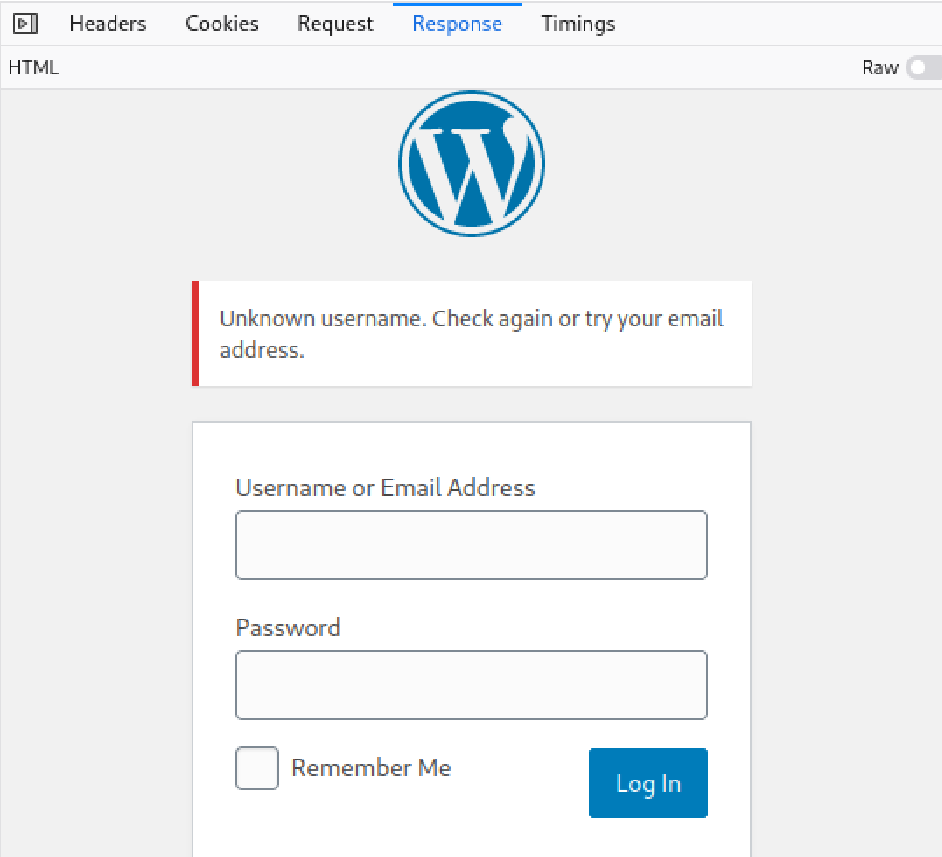 Headers Cookies Request Response Timings
HTML Raw
Unknown username. Check again or try your email
address.
Username or Email Address
Password
Remember Me
Log In